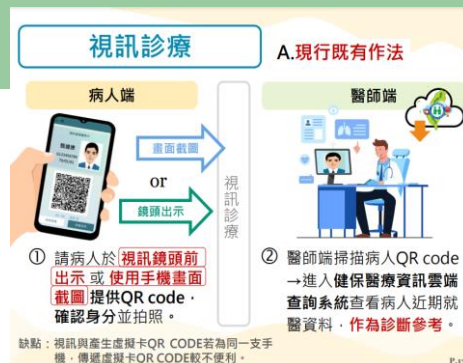 視訊診療
A.現行既有作法
病人端
醫師端
畫面截圖
or
鏡頭出示
視訊診療
① 請病人於視訊鏡頭前
出示或使用手機畫面
截圖提供QR code，
確認身分並拍照。
② 醫師端掃描病人QR code
→進入健保醫療資訊雲端
查詢系統查看病人近期就
醫資料，作為診斷參考。
缺點：視訊與產生虛擬卡QR CODE若為同一支手
機，傳遞虛擬卡QR CODE較不便利。